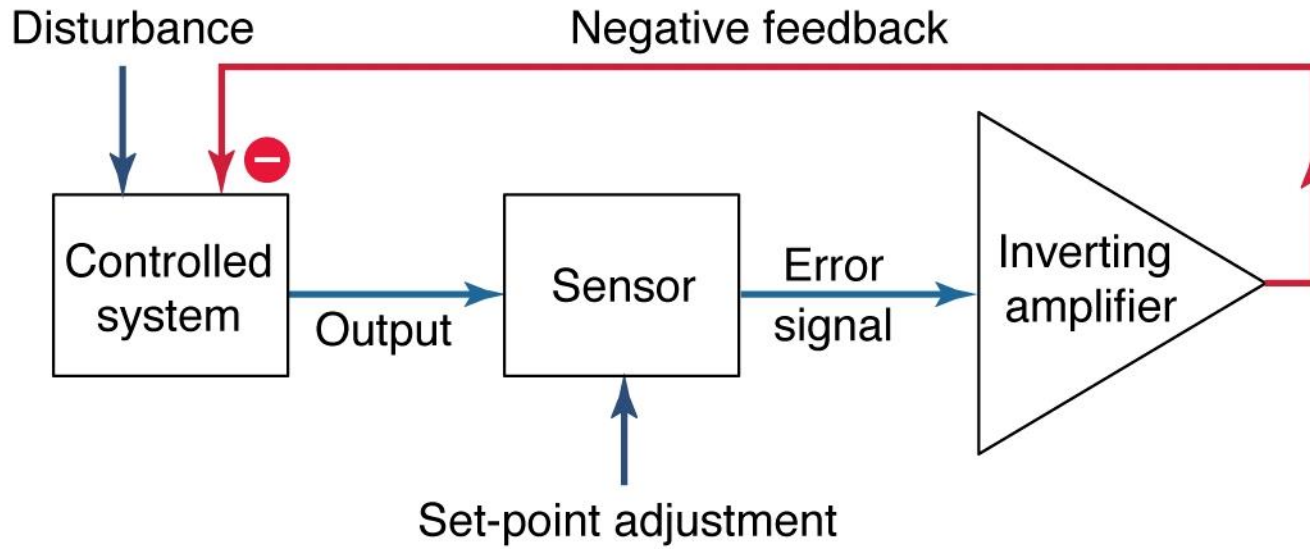 Disturbance
Negative feedback
−
Controlled
system
Output
Sensor
Error
signal
Inverting
amplifier
Set-point adjustment